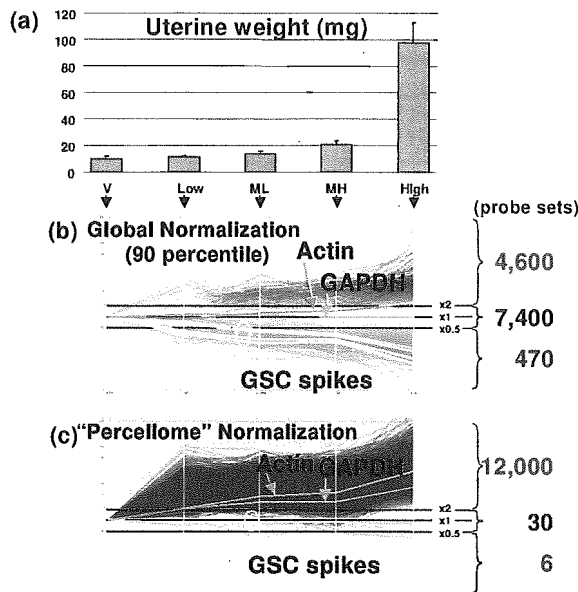 (a)
Uterine weight (mg)
120
100
80
60
40
20
0
V Low ML MH High
(probe sets)
(b) Global Normalization
(90 percentile)
Actin
GAPDH
4,600
x2
x1
x0.5
7,400
470
GSC spikes
(c) "Percellome" Normalization
Actin GAPDH
12,000
x2
x1
x0.5
30
6
GSC spikes